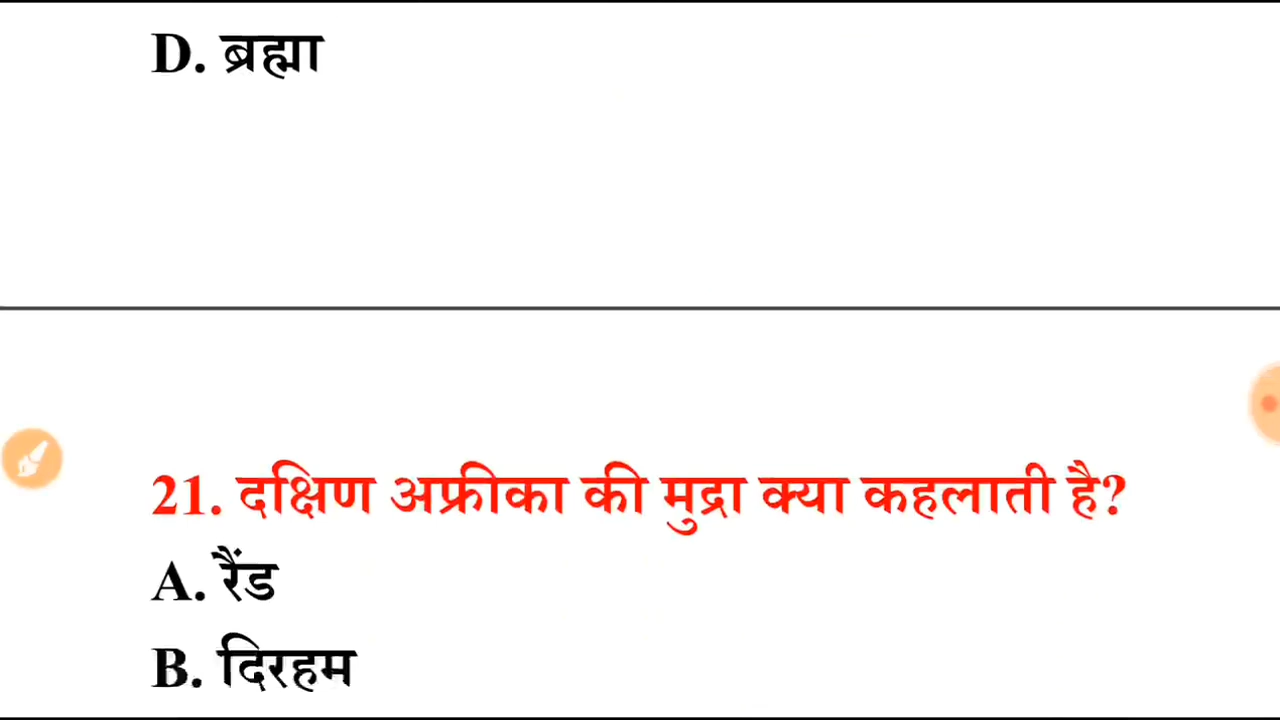 D. ब्रह्मा
21. दक्षिण अफ्रीका की मुद्रा क्या कहलाती है?
A. रैंड
B. दिरहम